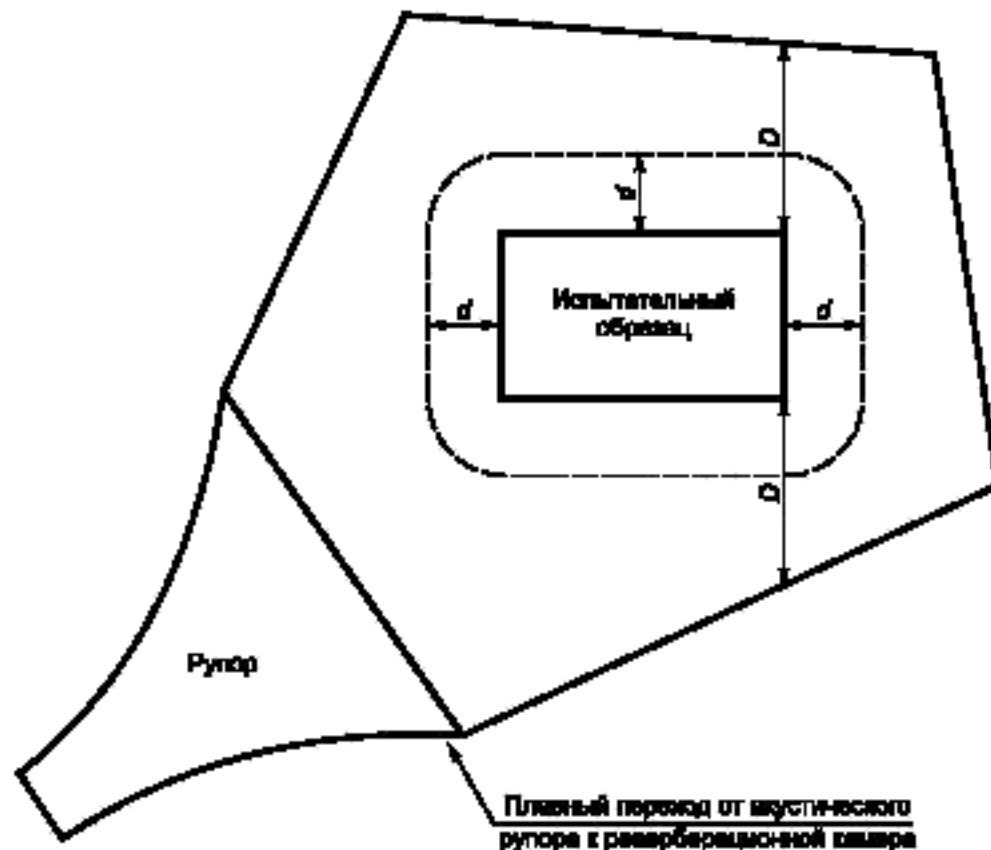 D
d
Испытательный
образец
d
d
D
Рупор
Плавный переход от акустического
рупора к реверберационной камере